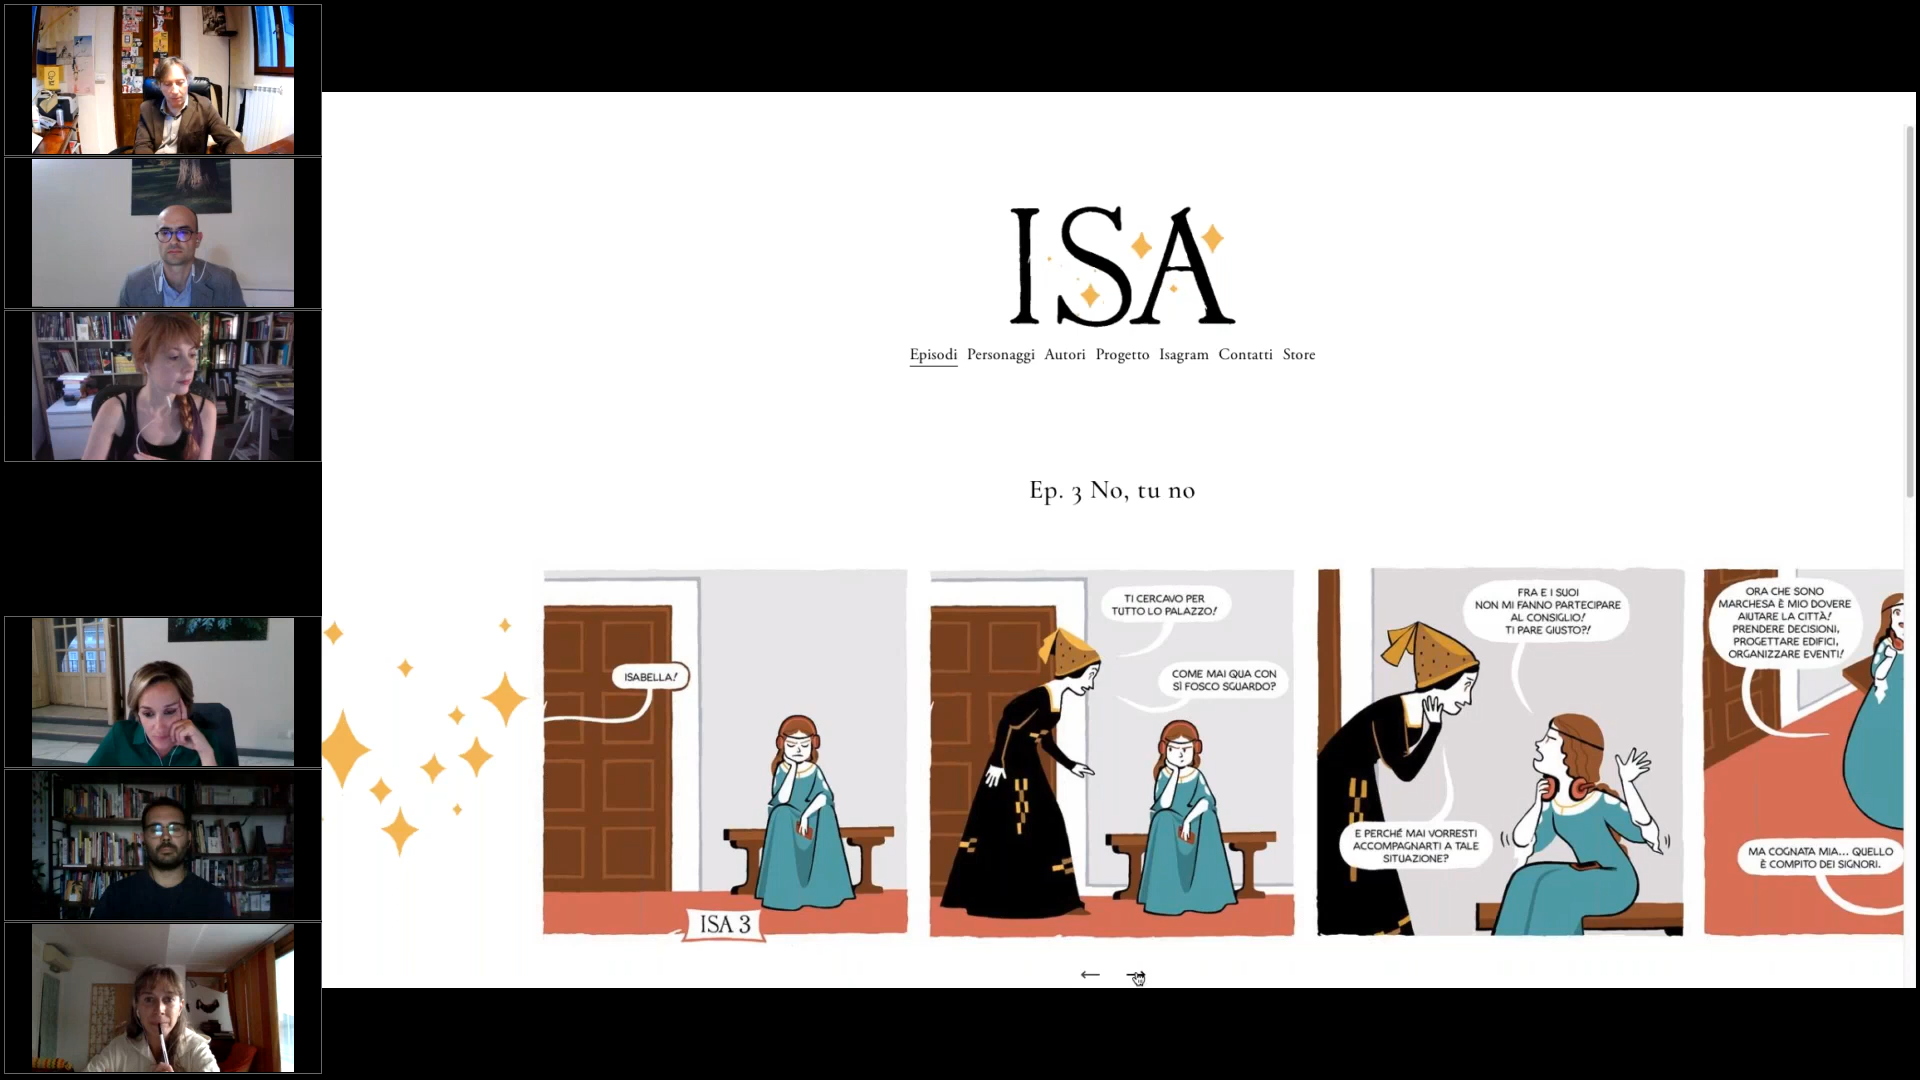 ISA
Episodi Personaggi Autori Progetto Isagram Contatti Store
Ep. 3 No, tu no
ISABELLA!
ISA 3
TI CERCAVO PER
TUTTO LO PALAZZO!
COME MAI QUA CON
SÌ FOSCO SGUARDO?
FRA E I SUOI
NON MI FANNO PARTECIPARE
AL CONSIGLIO!
TI PARE GIUSTO?!
E PERCHÉ MAI VORRESTI
ACCOMPAGNARTI A TALE
SITUAZIONE?
ORA CHE SONO
MARCHESA È MIO DOVERE
AIUTARE LA CITTÀ!
PRENDERE DECISIONI,
PROGETTARE EDIFICI,
ORGANIZZARE EVENTI!
MA COGNATA MIA... QUELLO
È COMPITO DEI SIGNORI.